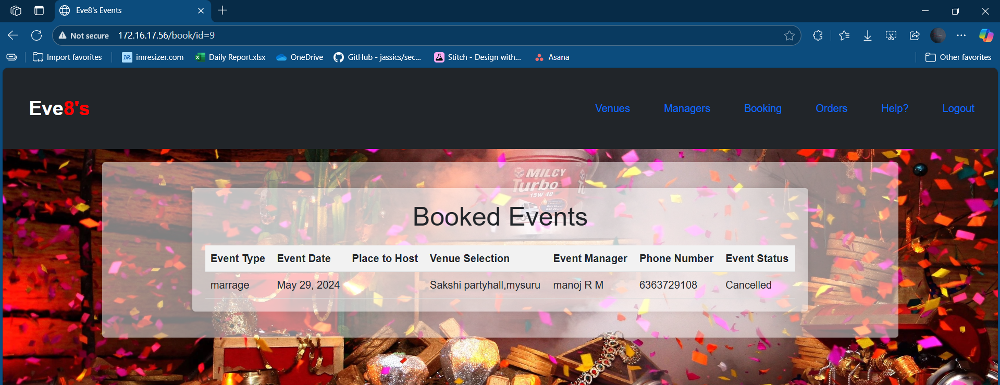 Eve8's Events
Not secure 172.16.17.56/book/id=9
Import favorites imresizer.com Daily Report.xlsx OneDrive GitHub - jassics/sec... Stitch - Design with... Asana Other favorites
Eve8's Venues Managers Booking Orders Help? Logout
MILCY
Turbo
15W 40
Booked Events
Event Type Event Date Place to Host Venue Selection Event Manager Phone Number Event Status
marrage May 29, 2024 Sakshi partyhall,mysuru manoj R M 6363729108 Cancelled